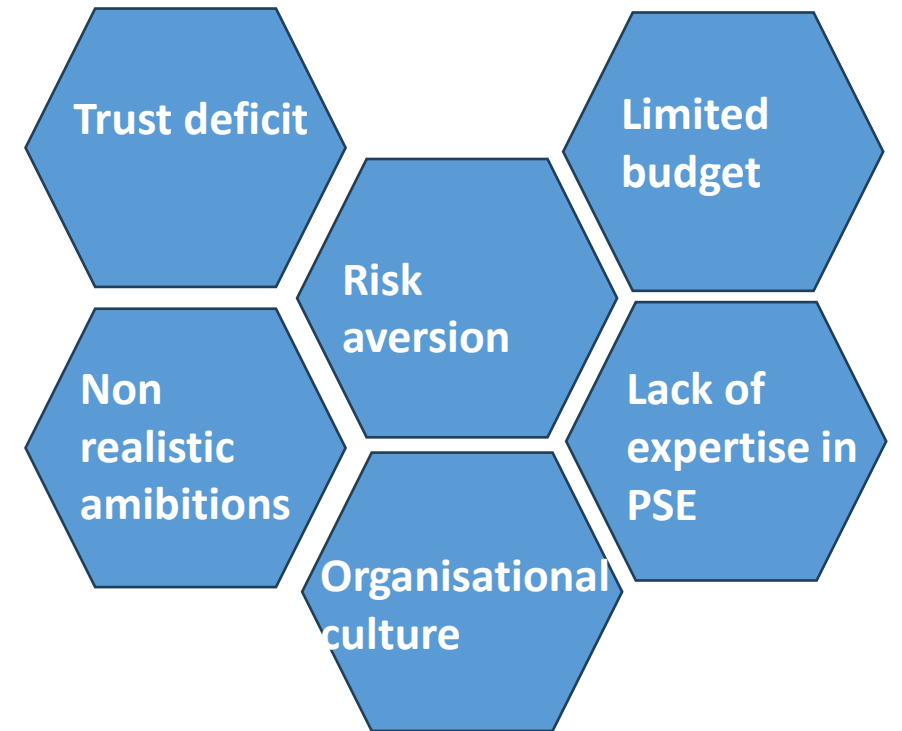 Trust deficit
Limited
budget
Risk
aversion
Non
realistic
amibitions
Lack of
expertise in
PSE
Organisational
culture